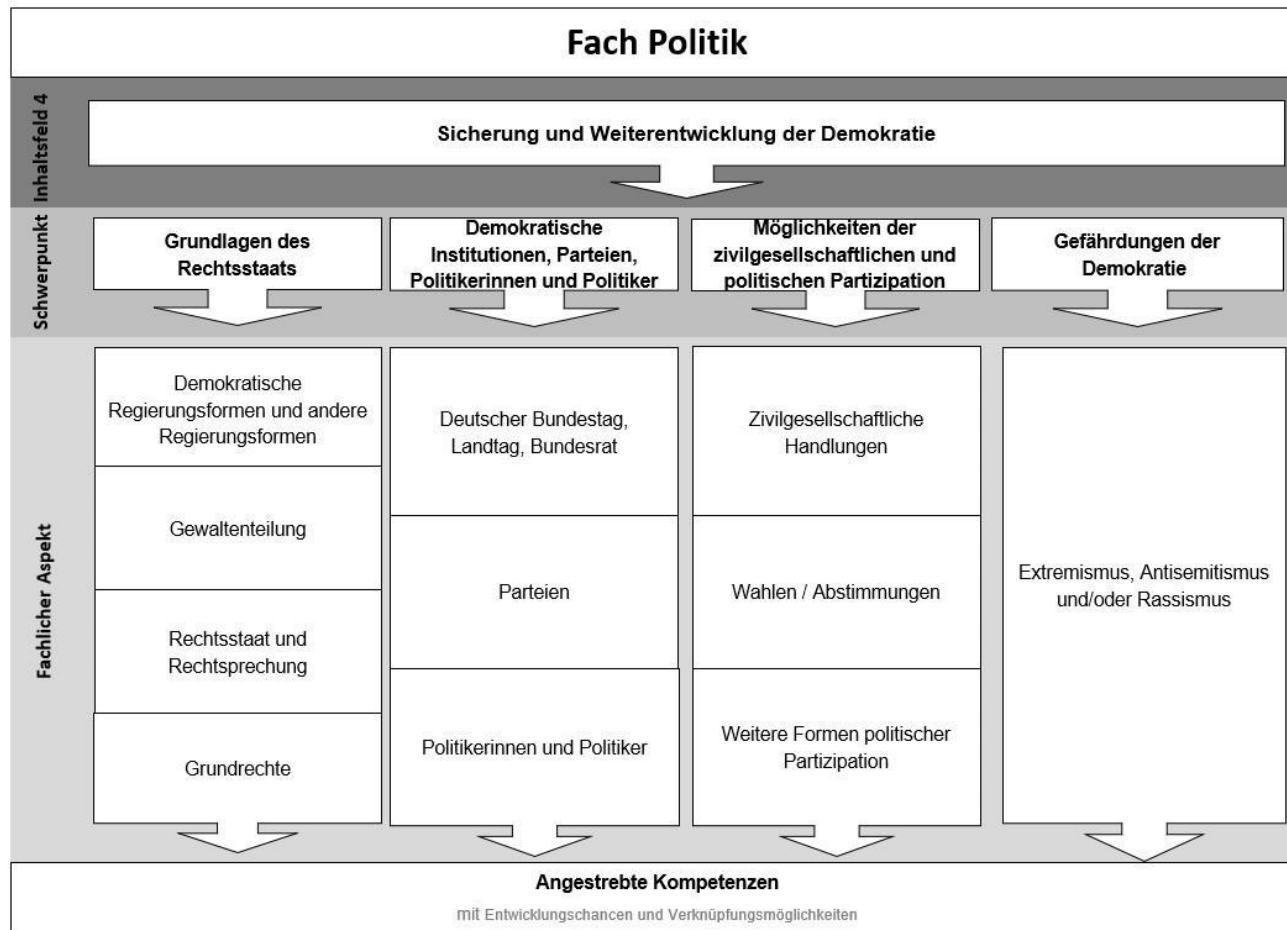 Fach Politik
Inhaltsfeld 4
Sicherung und Weiterentwicklung der Demokratie
Schwerpunkt
Grundlagen des
Rechtsstaats
Demokratische
Institutionen, Parteien,
Politikerinnen und Politiker
Möglichkeiten der
zivilgesellschaftlichen und
politischen Partizipation
Gefährdungen der
Demokratie
Fachlicher Aspekt
Demokratische
Regierungsformen und andere
Regierungsformen
Gewaltenteilung
Rechtsstaat und
Rechtsprechung
Grundrechte
Deutscher Bundestag,
Landtag, Bundesrat
Parteien
Politikerinnen und Politiker
Zivilgesellschaftliche
Handlungen
Wahlen / Abstimmungen
Weitere Formen politischer
Partizipation
Extremismus, Antisemitismus
und/oder Rassismus
Angestrebte Kompetenzen
mit Entwicklungschancen und Verknüpfungsmöglichkeiten